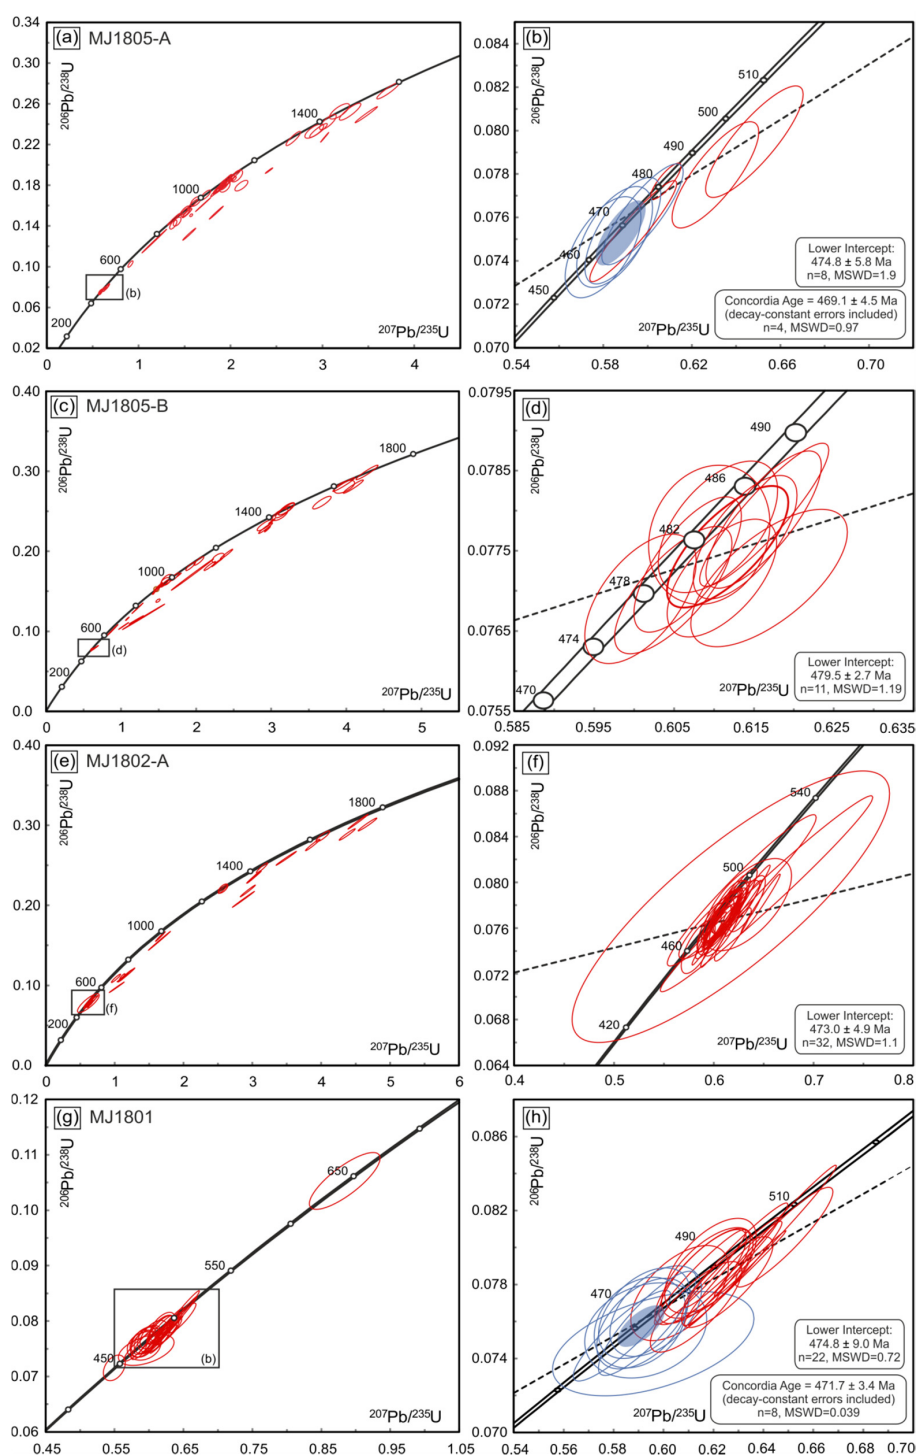 (a) MJ1805-A
206Pb/238U
0.34
0.30
0.26
0.22
0.18
0.14
0.10
0.06
0.02
1400
1000
600
200
(b)
207Pb/235U
0 1 2 3 4
(b)
206Pb/238U
0.084
0.082
0.080
0.078
0.076
0.074
0.072
0.070
510
500
490
480
470
460
450
Lower Intercept:
474.8 ± 5.8 Ma
n=8, MSWD=1.9
Concordia Age = 469.1 ± 4.5 Ma
(decay-constant errors included)
n=4, MSWD=0.97
207Pb/235U
0.54 0.58 0.62 0.66 0.70
(c) MJ1805-B
206Pb/238U
0.40
0.30
0.20
0.10
0.0
1800
1400
1000
600
200
(d)
207Pb/235U
0 1 2 3 4 5
(d)
206Pb/238U
0.0795
0.0785
0.0775
0.0765
0.0755
490
486
482
478
474
470
Lower Intercept:
479.5 ± 2.7 Ma
n=11, MSWD=1.19
207Pb/235U
0.585 0.595 0.605 0.615 0.625 0.635
(e) MJ1802-A
206Pb/238U
0.40
0.30
0.20
0.10
0.0
1800
1400
1000
600
200
(f)
207Pb/235U
0 1 2 3 4 5 6
(f)
206Pb/238U
0.092
0.088
0.084
0.080
0.076
0.072
0.068
0.064
540
500
460
420
Lower Intercept:
473.0 ± 4.9 Ma
n=32, MSWD=1.1
207Pb/235U
0.4 0.5 0.6 0.7 0.8
(g) MJ1801
206Pb/238U
0.12
0.11
0.10
0.09
0.08
0.07
0.06
650
550
450
(b)
207Pb/235U
0.45 0.55 0.65 0.75 0.85 0.95 1.05
(h)
206Pb/238U
0.086
0.082
0.078
0.074
0.070
510
490
470
Lower Intercept:
474.8 ± 9.0 Ma
n=22, MSWD=0.72
Concordia Age = 471.7 ± 3.4 Ma
(decay-constant errors included)
n=8, MSWD=0.039
207Pb/235U
0.54 0.56 0.58 0.60 0.62 0.64 0.66 0.68 0.70